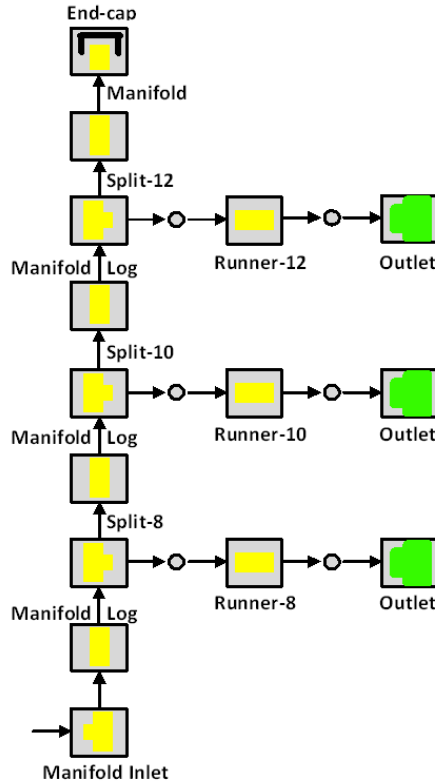 End-cap
Manifold
Split-12
Manifold Log
Runner-12
Outlet
Split-10
Manifold Log
Runner-10
Outlet
Split-8
Manifold Log
Runner-8
Outlet
Manifold Inlet